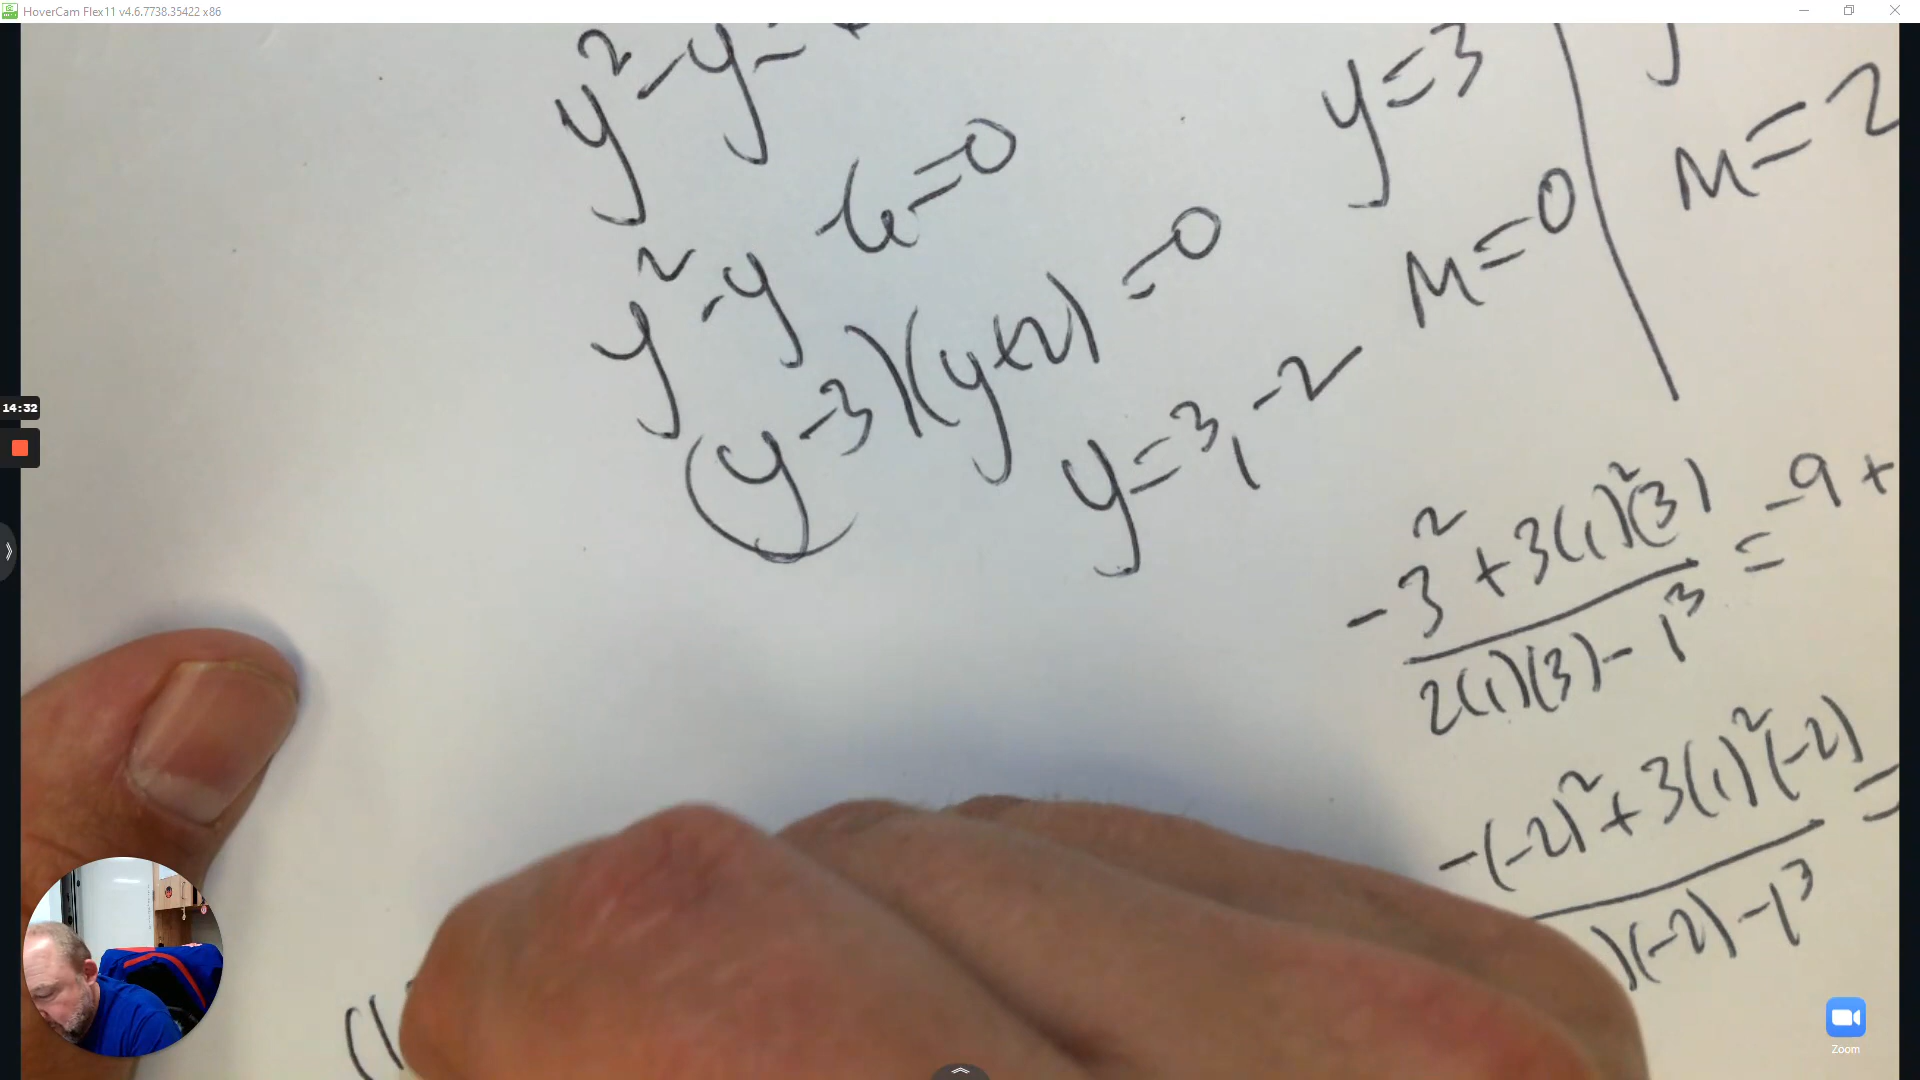 HoverCam Flex11 v4.6.7738.35422 x86
y² - y =
y² - y - 6 = 0
(y - 3)(y + 2) = 0
y = 3, -2
y = 3
M = 0
M = 2
-3² + 3(1)²(3)
2(1)(3) - 1³
= -9 +
-(-2)² + 3(1)²(-2)
)(-2) - 1³
=
14:32
Zoom